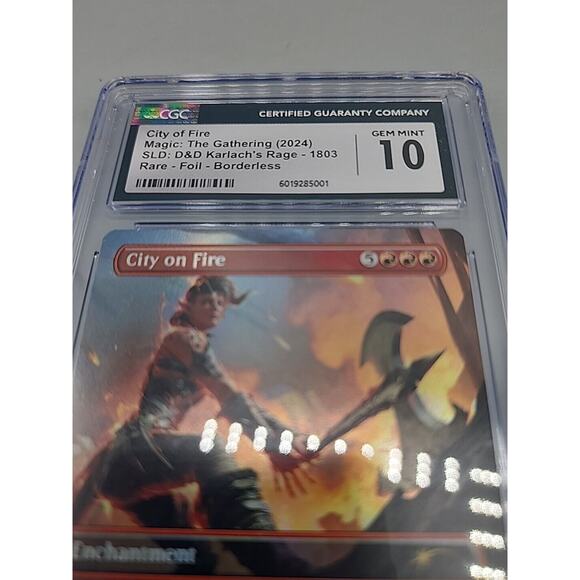 CGC
CERTIFIED GUARANTY COMPANY
City of Fire
Magic: The Gathering (2024)
SLD: D&D Karlach's Rage - 1803
Rare - Foil - Borderless
GEM MINT
10
6019285001
City on Fire
5
Enchantment